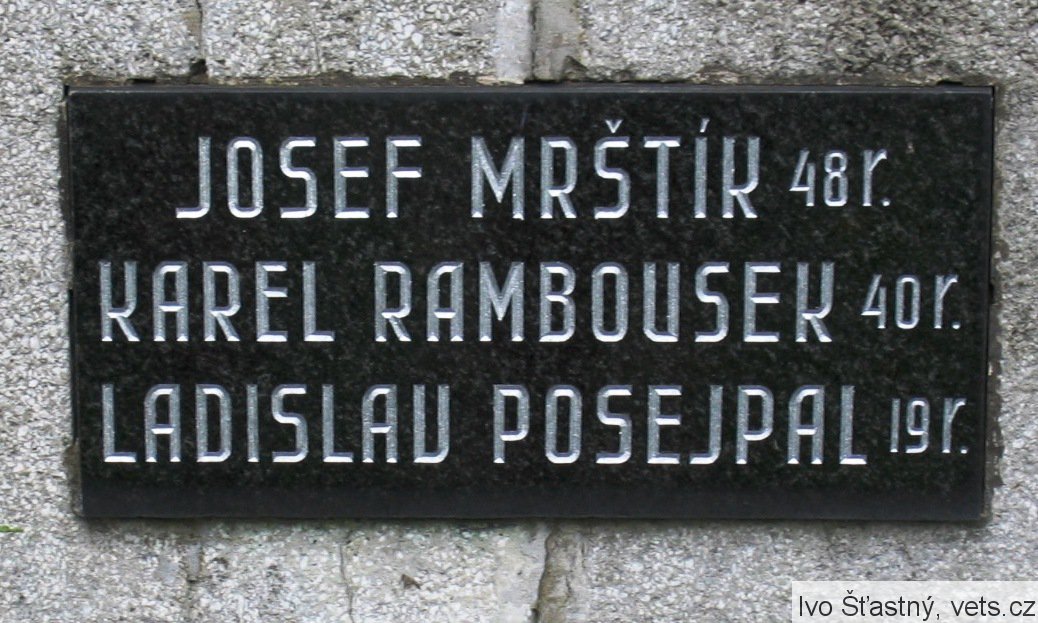 JOSEF MRŠTÍK 48 r.
KAREL RAMBOUSEK 40 r.
LADISLAV POSEJPAL 19 r.
Ivo Šťastný, vets.cz